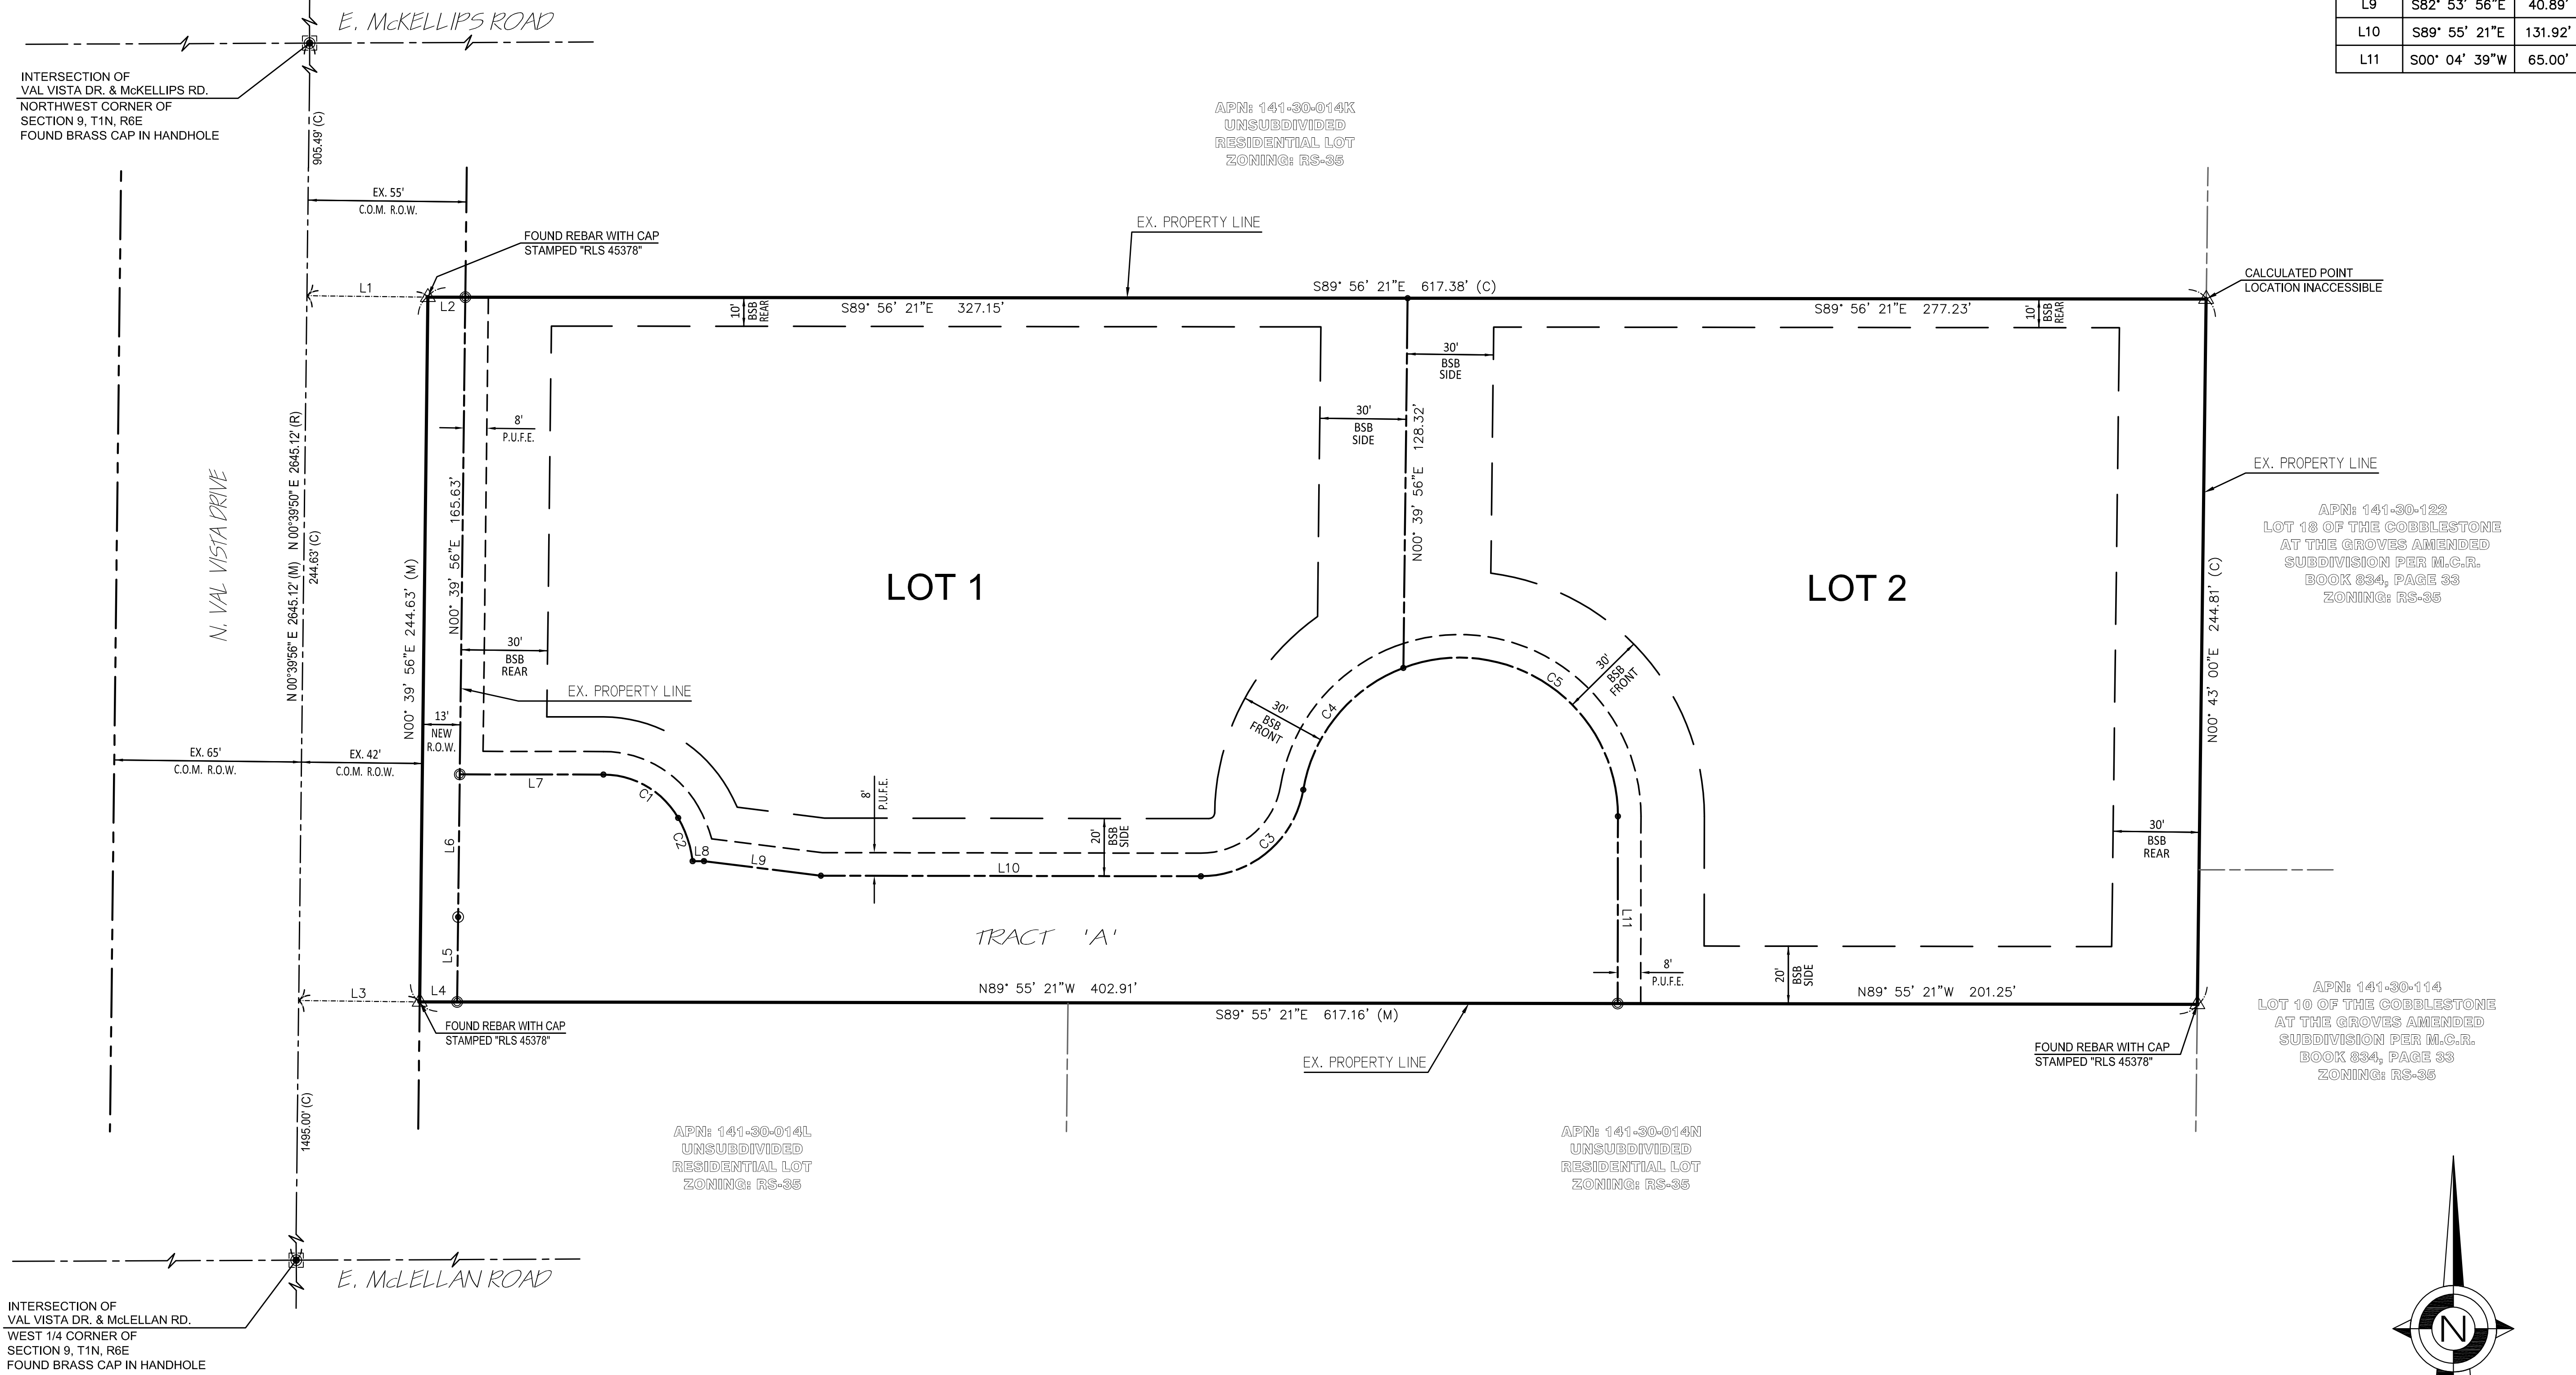 E. McKELLIPS ROAD
L9 S82° 53' 56"E 40.89'
L10 S89° 55' 21"E 131.92'
L11 S00° 04' 39"W 65.00'
INTERSECTION OF
VAL VISTA DR. & McKELLIPS RD.
NORTHWEST CORNER OF
SECTION 9, T1N, R6E
FOUND BRASS CAP IN HANDHOLE
905.49' (C)
APN: 141-30-014K
UNSUBDIVIDED
RESIDENTIAL LOT
ZONING: RS-35
EX. 55'
C.O.M. R.O.W.
FOUND REBAR WITH CAP
STAMPED "RLS 45378"
EX. PROPERTY LINE
CALCULATED POINT
LOCATION INACCESSIBLE
L1
L2
S89° 56' 21"E 617.38' (C)
10'
BSB
REAR
S89° 56' 21"E 327.15'
S89° 56' 21"E 277.23'
10'
BSB
REAR
30'
BSB
SIDE
30'
BSB
SIDE
8'
P.U.F.E.
N00° 39' 56"E 128.32'
N. VAL VISTA DRIVE
N 00°39'56" E 2645.12' (M) N 00°39'50" E 2645.12' (R)
244.63' (C)
N00° 39' 56"E 244.63' (M)
N00° 39' 56"E 165.63'
EX. PROPERTY LINE
APN: 141-30-122
LOT 18 OF THE COBBLESTONE
AT THE GROVES AMENDED
SUBDIVISION PER M.C.R.
BOOK 834, PAGE 33
ZONING: RS-35
LOT 1
LOT 2
N00° 43' 00"E 244.81' (C)
30'
BSB
REAR
EX. PROPERTY LINE
30'
BSB
FRONT
30'
BSB
FRONT
C4
C5
13'
NEW
R.O.W.
EX. 65'
C.O.M. R.O.W.
EX. 42'
C.O.M. R.O.W.
L7
C1
C2
L8
L9
8'
P.U.F.E.
20'
BSB
SIDE
C3
L10
L6
30'
BSB
REAR
L11
TRACT 'A'
L5
8'
P.U.F.E.
20'
BSB
SIDE
L3
L4
N89° 55' 21"W 402.91'
N89° 55' 21"W 201.25'
S89° 55' 21"E 617.16' (M)
FOUND REBAR WITH CAP
STAMPED "RLS 45378"
EX. PROPERTY LINE
FOUND REBAR WITH CAP
STAMPED "RLS 45378"
APN: 141-30-114
LOT 10 OF THE COBBLESTONE
AT THE GROVES AMENDED
SUBDIVISION PER M.C.R.
BOOK 834, PAGE 33
ZONING: RS-35
1495.00' (C)
APN: 141-30-014L
UNSUBDIVIDED
RESIDENTIAL LOT
ZONING: RS-35
APN: 141-30-014N
UNSUBDIVIDED
RESIDENTIAL LOT
ZONING: RS-35
E. McLELLAN ROAD
INTERSECTION OF
VAL VISTA DR. & McLELLAN RD.
WEST 1/4 CORNER OF
SECTION 9, T1N, R6E
FOUND BRASS CAP IN HANDHOLE
N